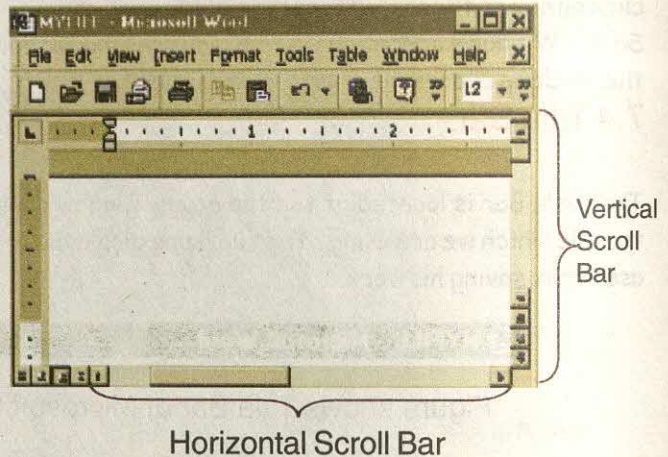 MYFILE - Microsoft Word
File Edit View Insert Format Tools Table Window Help
12
1 2
Vertical
Scroll
Bar
Horizontal Scroll Bar